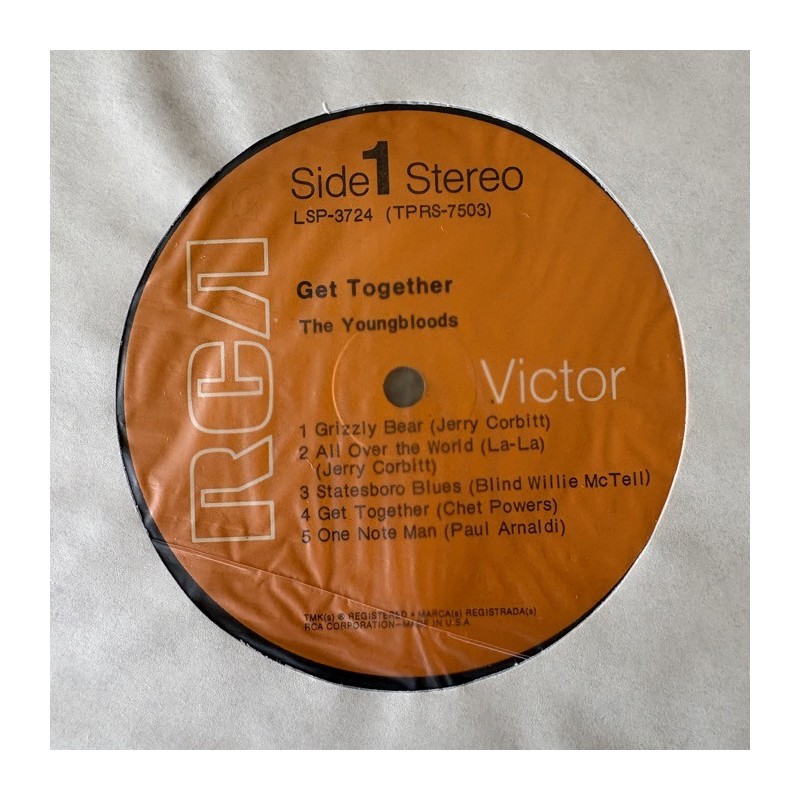 Side 1 Stereo
LSP-3724 (TPRS-7503)
Get Together
The Youngbloods
RCA
Victor
1 Grizzly Bear (Jerry Corbitt)
2 All Over the World (La-La)
(Jerry Corbitt)
3 Statesboro Blues (Blind Willie McTell)
4 Get Together (Chet Powers)
5 One Note Man (Paul Arnaldi)
TMK(s) ® REGISTERED • MARCA(s) REGISTRADA(s)
RCA CORPORATION—MADE IN U.S.A